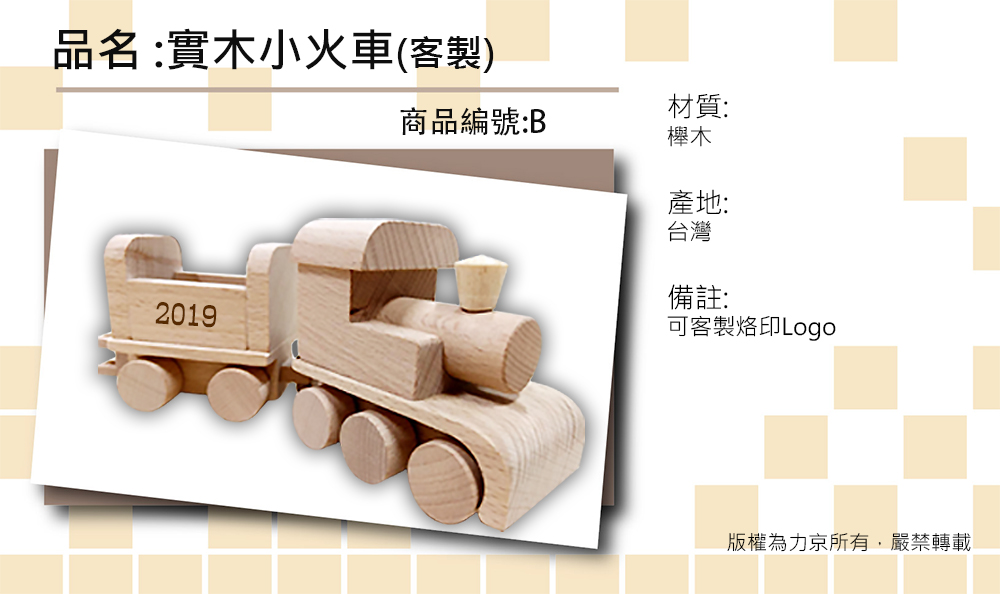 品名 :實木小火車(客製)
商品編號:B
材質:
櫸木
產地:
台灣
備註:
可客製烙印Logo
2019
版權為力京所有，嚴禁轉載